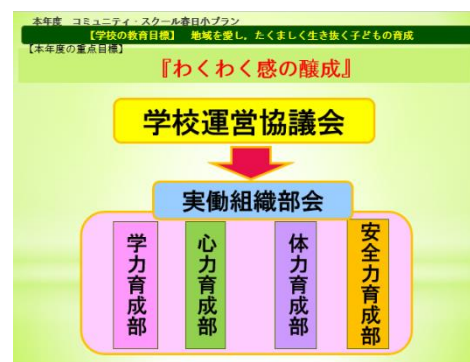 本年度 コミュニティ・スクール春日小プラン
【学校の教育目標】 地域を愛し，たくましく生き抜く子どもの育成
【本年度の重点目標】
『わくわく感の醸成』
学校運営協議会
実働組織部会
学力育成部
心力育成部
体力育成部
安全力育成部